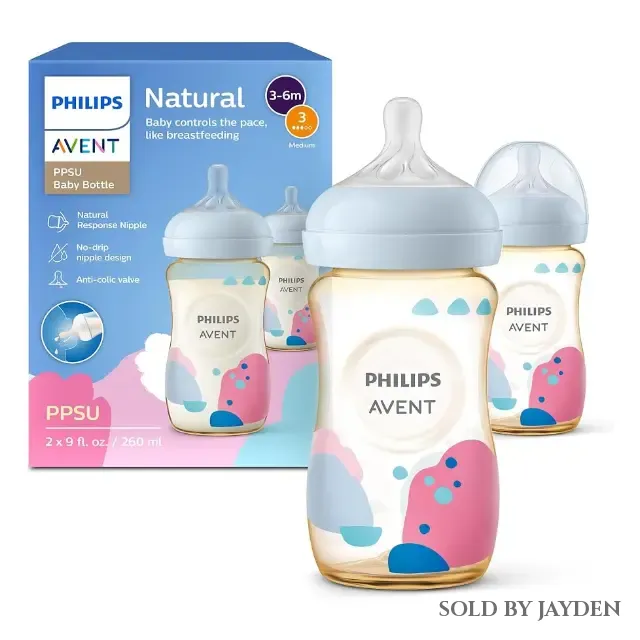 PHILIPS
AVENT
PPSU
Baby Bottle
Natural
Baby controls the pace,
like breastfeeding
3-6m
3
Medium
Natural
Response Nipple
No-drip
nipple design
Anti-colic valve
PHILIPS
AVENT
PHILIPS
AVENT
PPSU
2 x 9 fl. oz. / 260 ml
PHILIPS
AVENT
PHILIPS
AVENT
SOLD BY JAYDEN